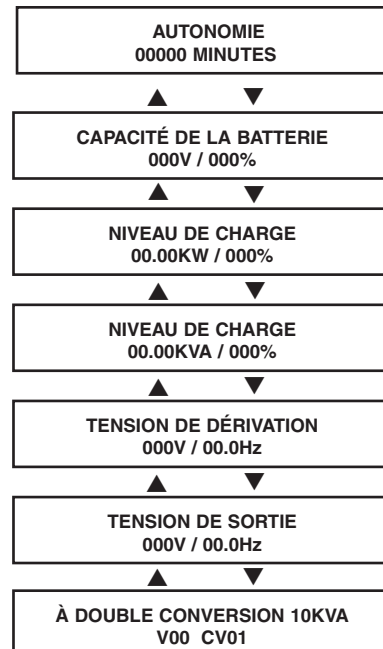 AUTONOMIE
00000 MINUTES
CAPACITÉ DE LA BATTERIE
000V / 000%
NIVEAU DE CHARGE
00.00KW / 000%
NIVEAU DE CHARGE
00.00KVA / 000%
TENSION DE DÉRIVATION
000V / 00.0Hz
TENSION DE SORTIE
000V / 00.0Hz
À DOUBLE CONVERSION 10KVA
V00 CV01